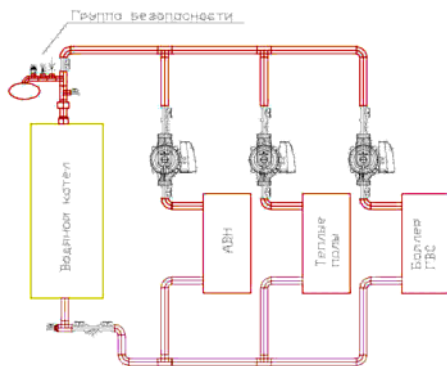 Группа безопасности
Водяной котел
АВН
Теплые
полы
Бойлер
ГВС